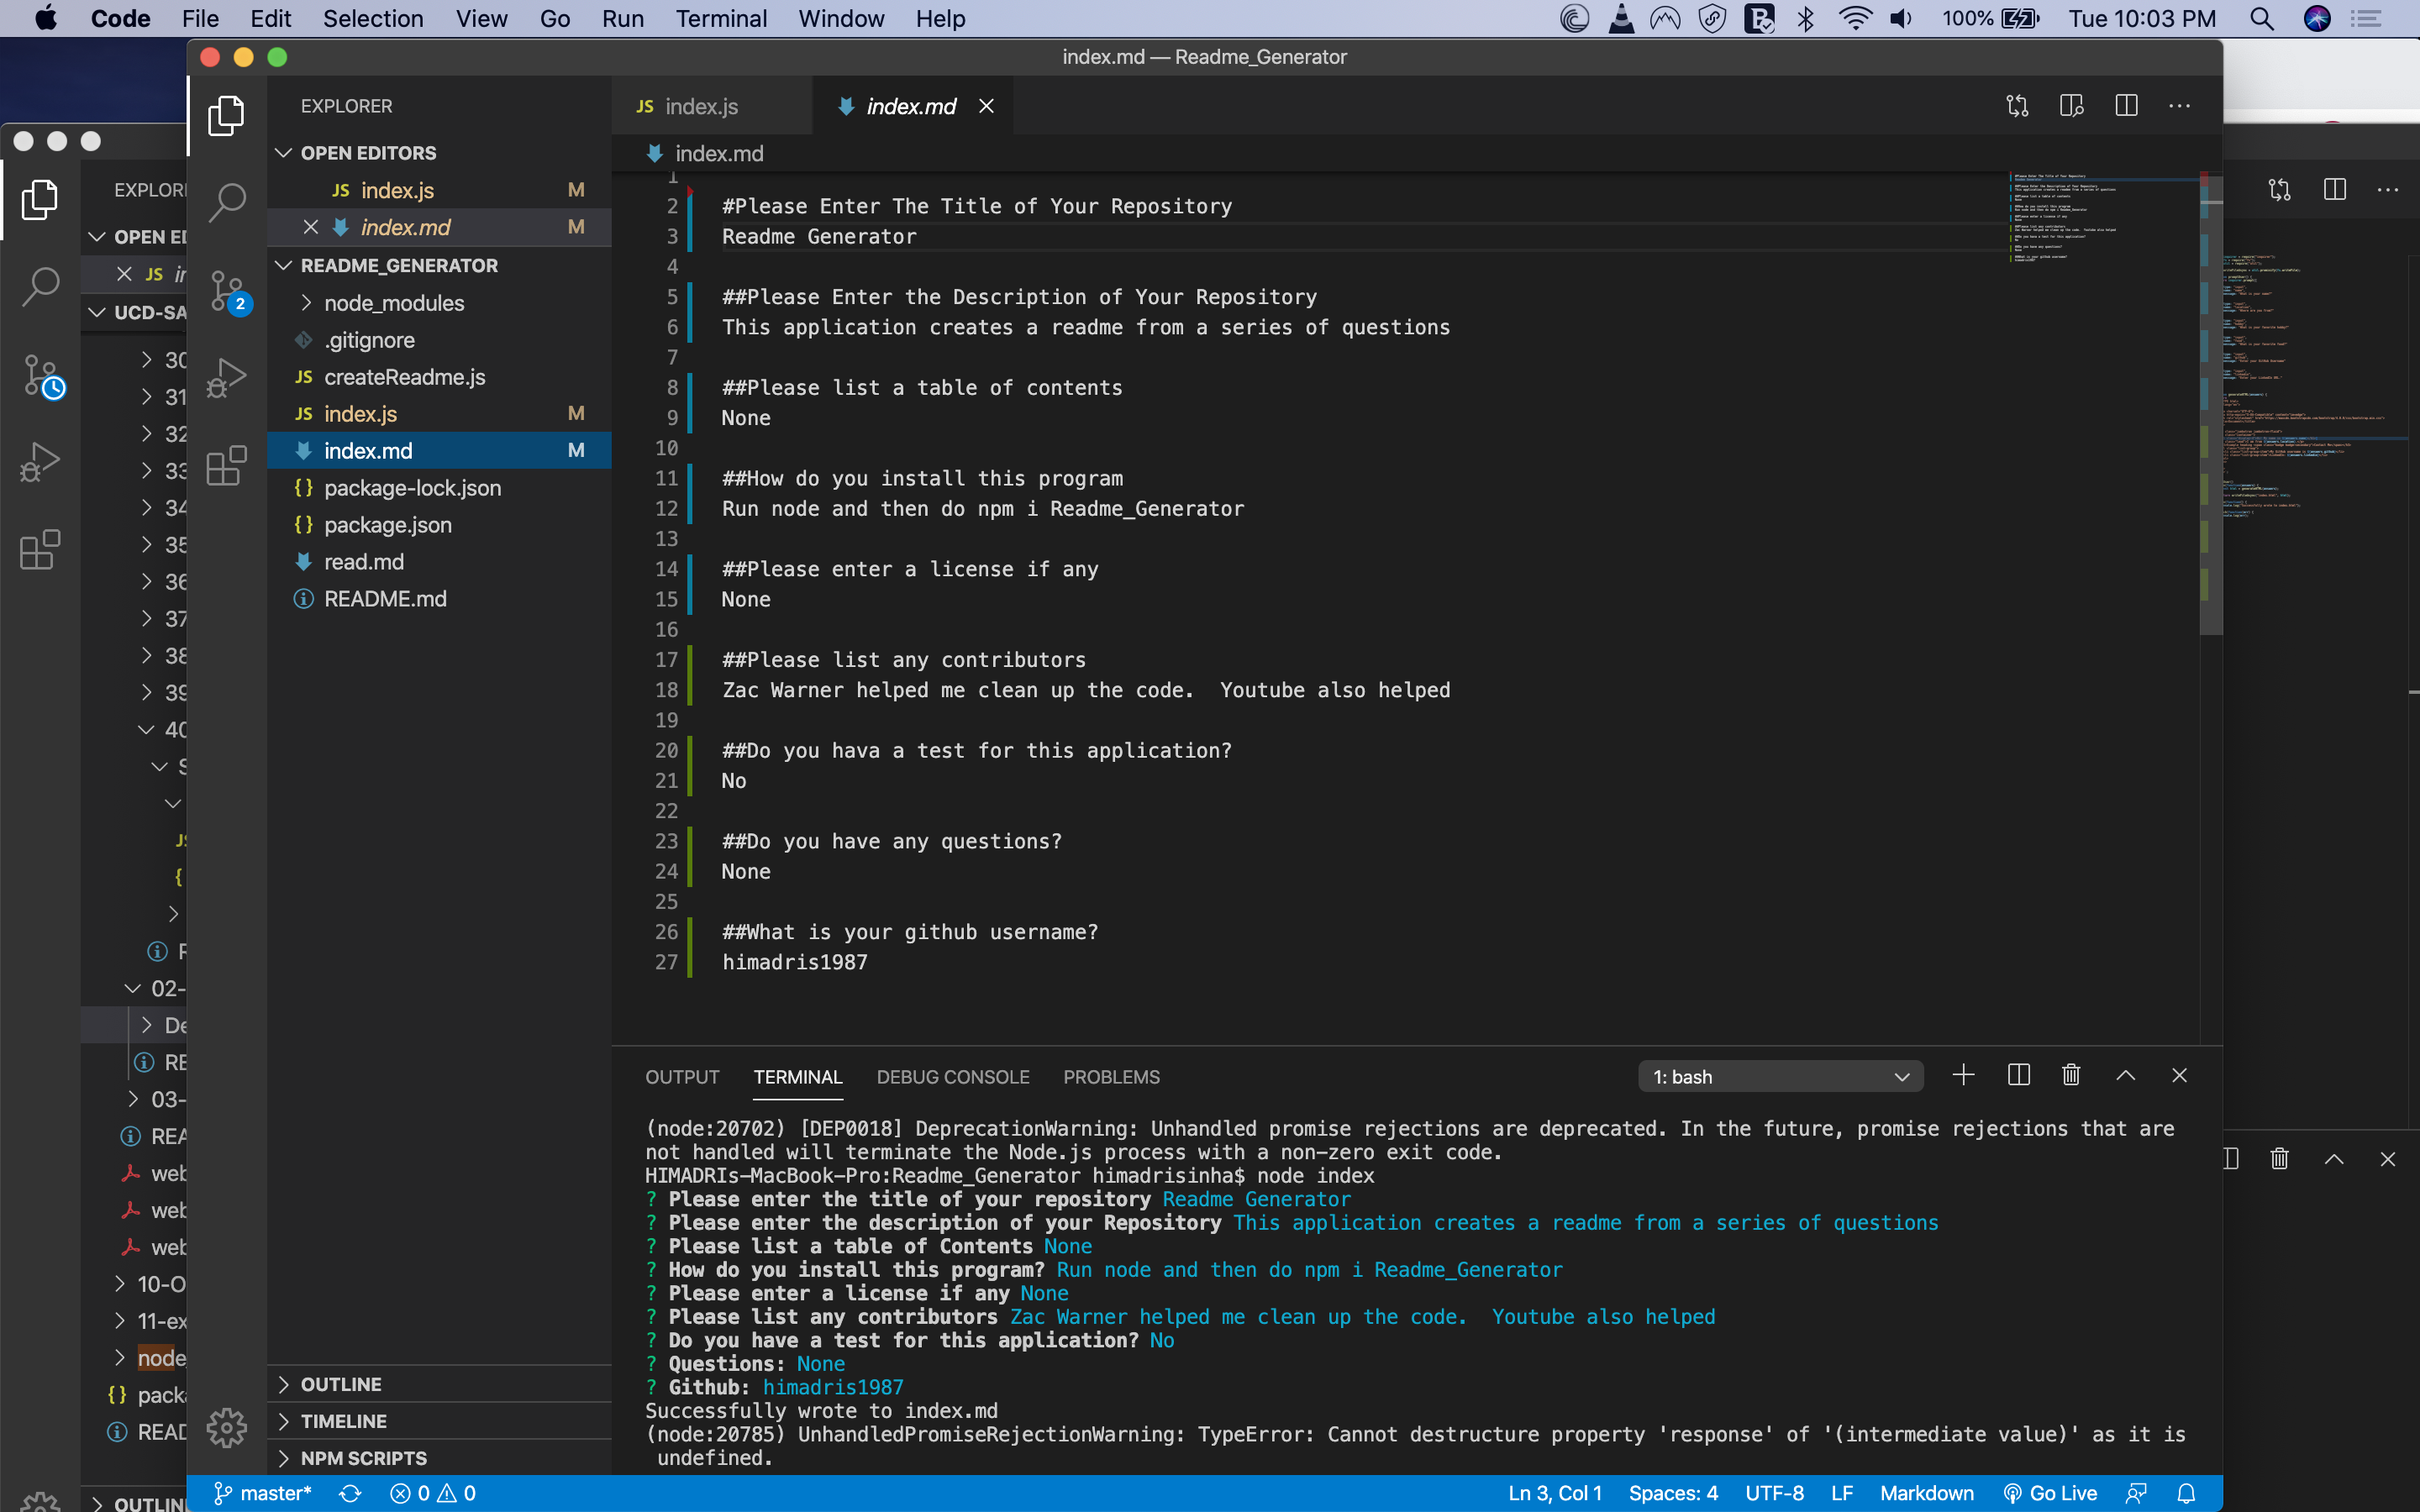 Code File Edit Selection View Go Run Terminal Window Help 100% Tue 10:03 PM
index.md — Readme_Generator
EXPLORER
OPEN EDITORS
JS index.js M
index.md M
README_GENERATOR
node_modules
.gitignore
JS createReadme.js
JS index.js M
index.md M
{} package-lock.json
{} package.json
read.md
README.md
OUTLINE
TIMELINE
NPM SCRIPTS
2
JS index.js
index.md
index.md
1
2 #Please Enter The Title of Your Repository
3 Readme Generator
4
5 ##Please Enter the Description of Your Repository
6 This application creates a readme from a series of questions
7
8 ##Please list a table of contents
9 None
10
11 ##How do you install this program
12 Run node and then do npm i Readme_Generator
13
14 ##Please enter a license if any
15 None
16
17 ##Please list any contributors
18 Zac Warner helped me clean up the code.  Youtube also helped
19
20 ##Do you hava a test for this application?
21 No
22
23 ##Do you have any questions?
24 None
25
26 ##What is your github username?
27 himadris1987
OUTPUT TERMINAL DEBUG CONSOLE PROBLEMS 1: bash
(node:20702) [DEP0018] DeprecationWarning: Unhandled promise rejections are deprecated. In the future, promise rejections that are
not handled will terminate the Node.js process with a non-zero exit code.
HIMADRIs-MacBook-Pro:Readme_Generator himadrisinha$ node index
? Please enter the title of your repository Readme Generator
? Please enter the description of your Repository This application creates a readme from a series of questions
? Please list a table of Contents None
? How do you install this program? Run node and then do npm i Readme_Generator
? Please enter a license if any None
? Please list any contributors Zac Warner helped me clean up the code.  Youtube also helped
? Do you have a test for this application? No
? Questions: None
? Github: himadris1987
Successfully wrote to index.md
(node:20785) UnhandledPromiseRejectionWarning: TypeError: Cannot destructure property 'response' of '(intermediate value)' as it is
undefined.
master* 0 0 Ln 3, Col 1 Spaces: 4 UTF-8 LF Markdown Go Live
EXPLOR
OPEN E
JS
UCD-SA
30
31
32
33
34
35
36
37
38
39
40
S
{
02-
De
RE
03-
REA
web
web
web
10-O
11-ex
node
{} packa
READ
OUTLIN